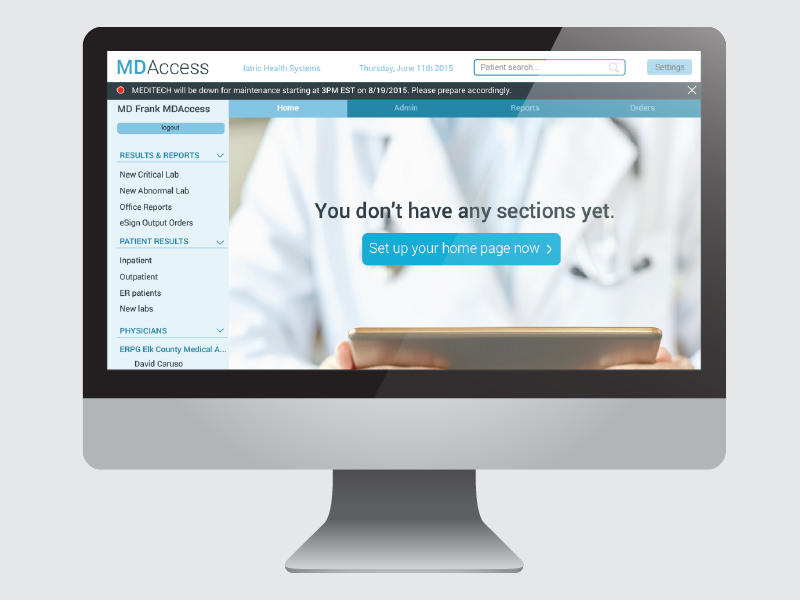 MDAccess
Iatric Health Systems
Thursday, June 11th 2015
Patient search...
Settings
MEDITECH will be down for maintenance starting at 3PM EST on 8/19/2015. Please prepare accordingly.
MD Frank MDAccess
logout
Home
Admin
Reports
Orders
RESULTS & REPORTS
New Critical Lab
New Abnormal Lab
Office Reports
eSign Output Orders
PATIENT RESULTS
Inpatient
Outpatient
ER patients
New labs
PHYSICIANS
ERPG Elk County Medical A...
David Caruso
You don't have any sections yet.
Set up your home page now >